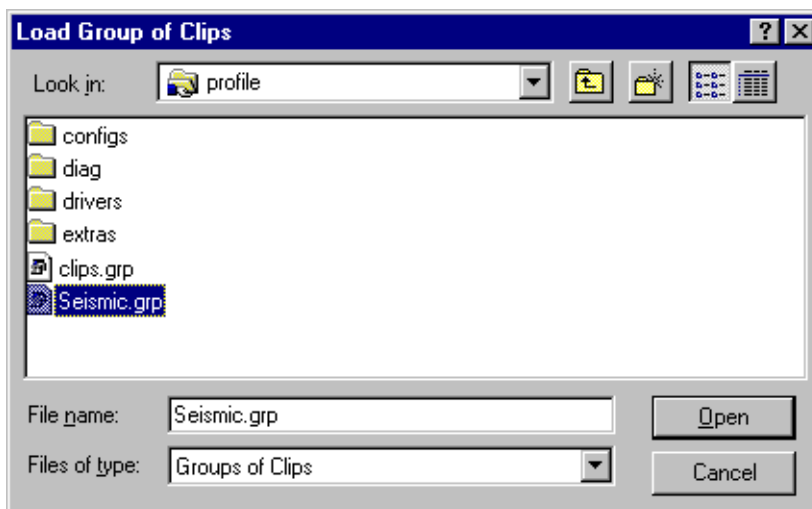 Load Group of Clips
Look in: profile
configs
diag
drivers
extras
clips.grp
Seismic.grp
File name: Seismic.grp Open
Files of type: Groups of Clips Cancel